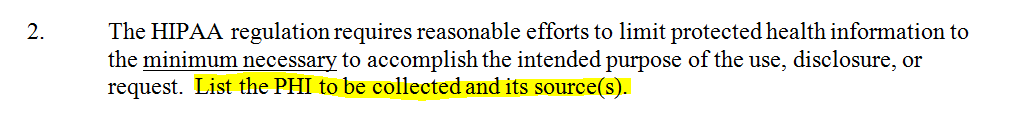 2. The HIPAA regulation requires reasonable efforts to limit protected health information to
the minimum necessary to accomplish the intended purpose of the use, disclosure, or
request. List the PHI to be collected and its source(s).